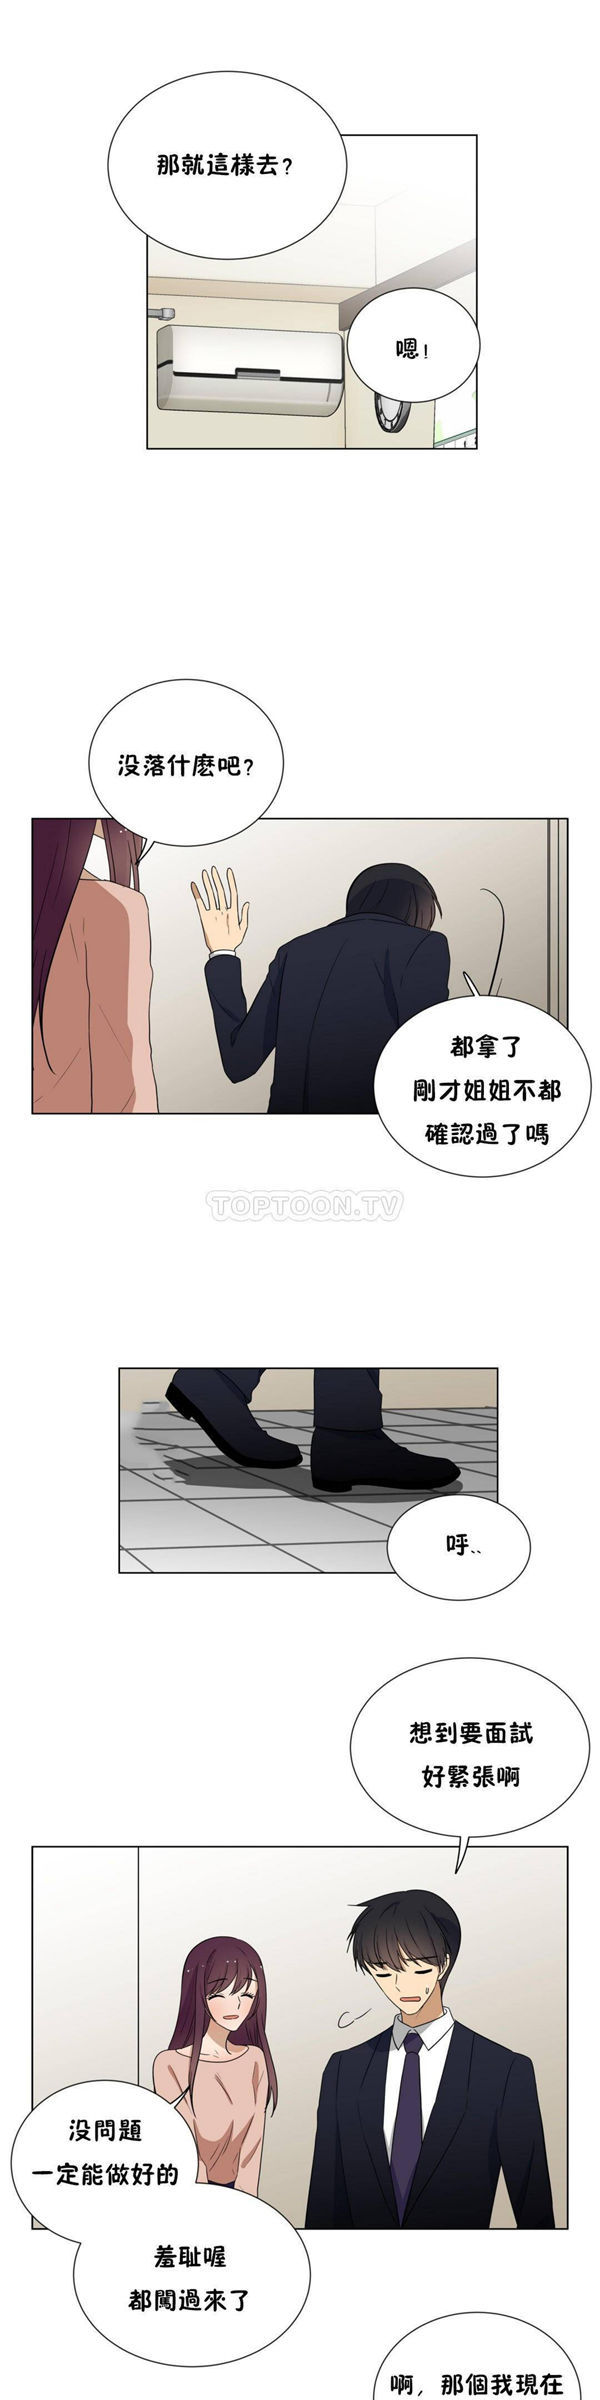 那就這樣去?
嗯!
没落什麽吧?
都拿了
剛才姐姐不都
確認過了嗎
TOPTOON.TV
呼..
想到要面試
好緊張啊
没問題
一定能做好的
羞耻喔
都闖過來了
啊, 那個我現在